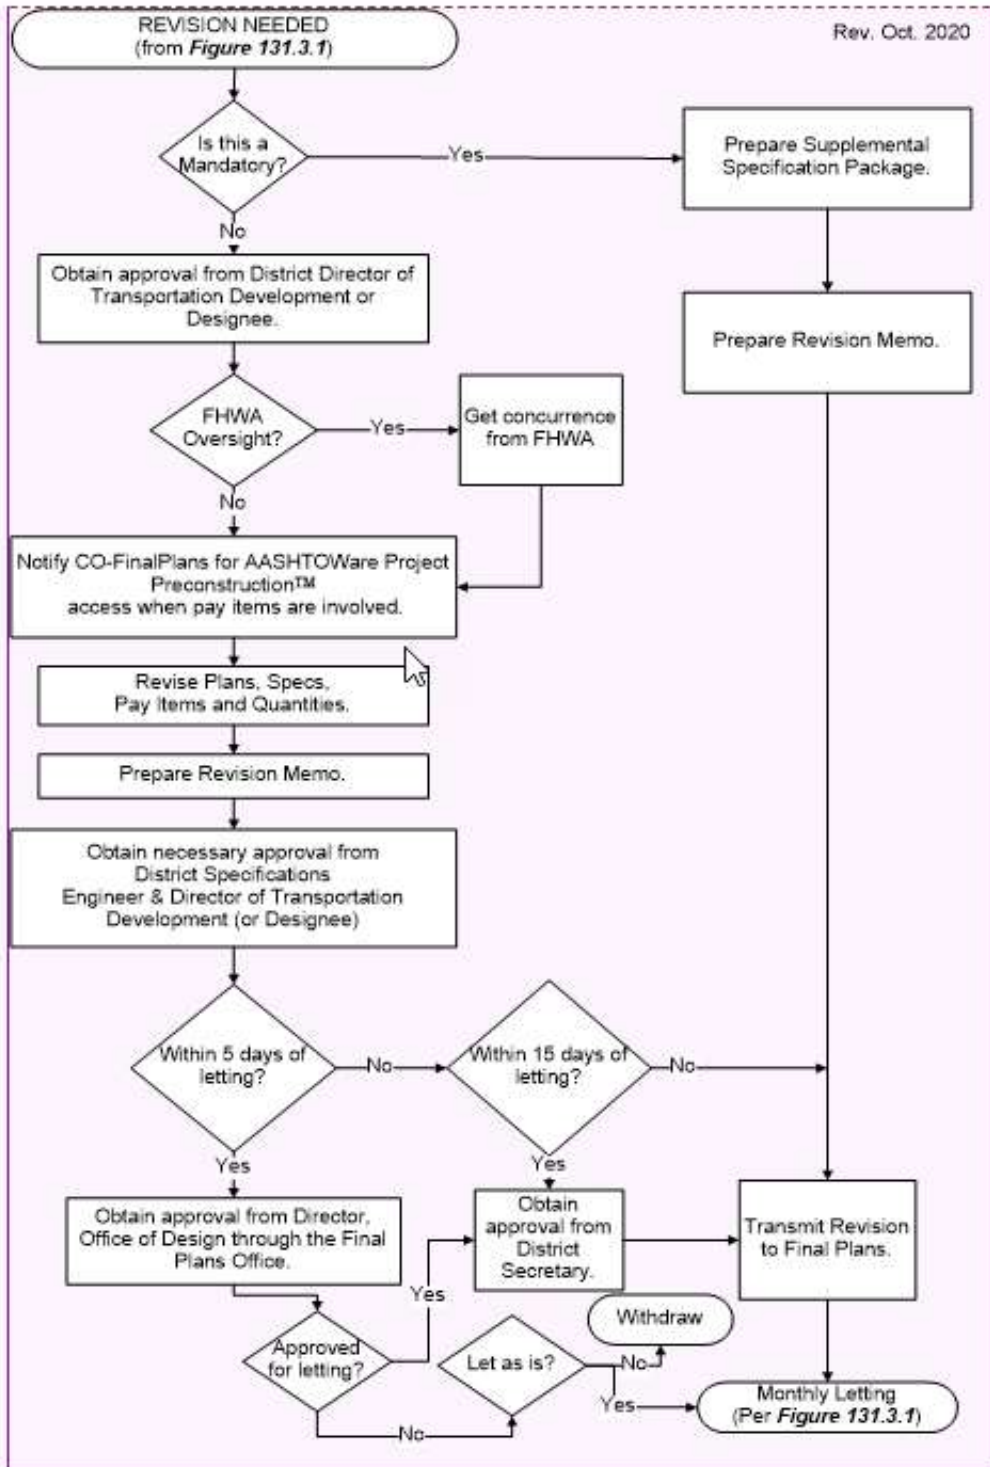 REVISION NEEDED
(from Figure 131.3.1)
Rev. Oct. 2020
Is this a
Mandatory?
Yes
Prepare Supplemental
Specification Package.
No
Obtain approval from District Director of
Transportation Development or
Designee.
Prepare Revision Memo.
FHWA
Oversight?
Yes
Get concurrence
from FHWA
No
Notify CO-FinalPlans for AASHTOWare Project
Preconstruction™
access when pay items are involved.
Revise Plans, Specs,
Pay Items and Quantities.
Prepare Revision Memo.
Obtain necessary approval from
District Specifications
Engineer & Director of Transportation
Development (or Designee)
Within 5 days of
letting?
No
Within 15 days of
letting?
No
Yes
Yes
Obtain approval from Director,
Office of Design through the Final
Plans Office.
Obtain
approval from
District
Secretary.
Transmit Revision
to Final Plans.
Yes
Approved
for letting?
Let as is?
Withdraw
No
Yes
No
Monthly Letting
(Per Figure 131.3.1)